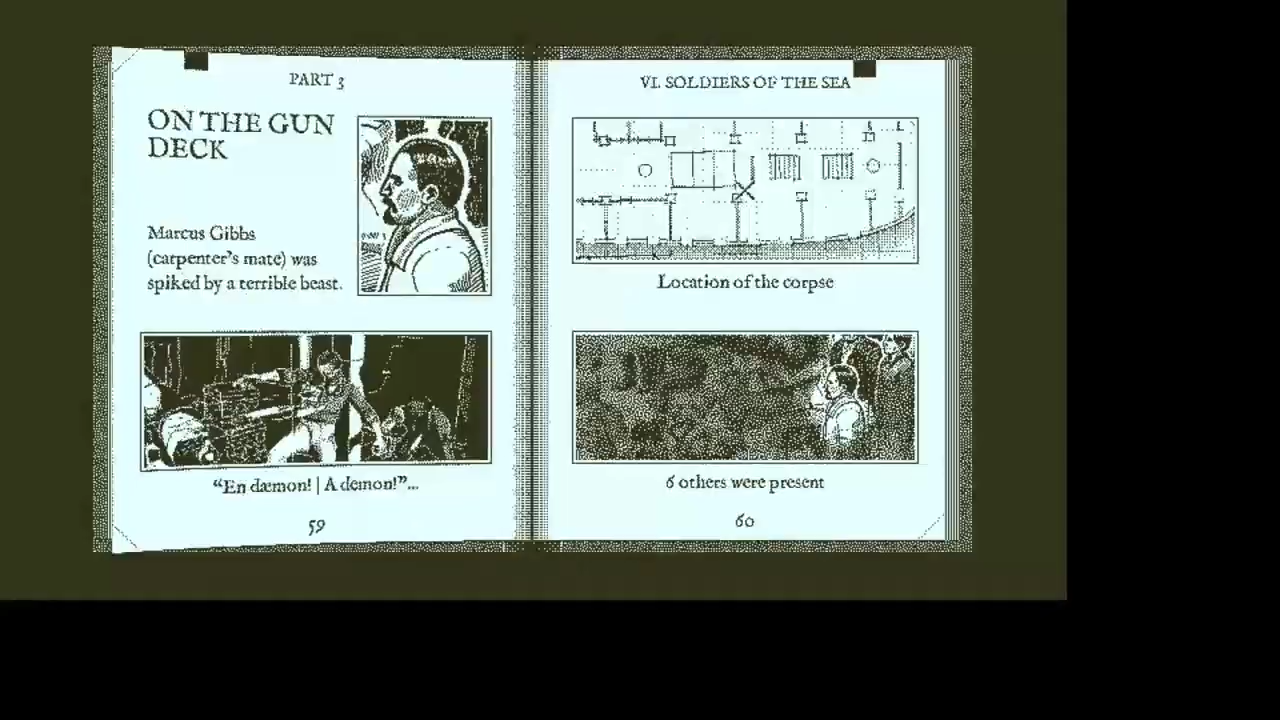 PART 3
ON THE GUN
DECK
Marcus Gibbs
(carpenter's mate) was
spiked by a terrible beast.
"En dæmon! | A demon!"...
59
VI. SOLDIERS OF THE SEA
Location of the corpse
6 others were present
60